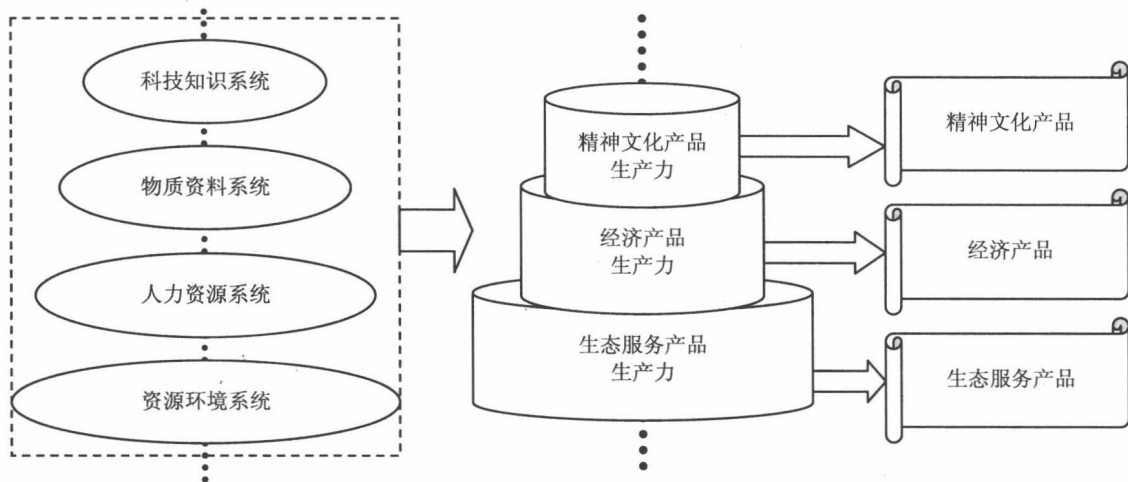 科技知识系统
物质资料系统
人力资源系统
资源环境系统
精神文化产品
生产力
经济产品
生产力
生态服务产品
生产力
精神文化产品
经济产品
生态服务产品